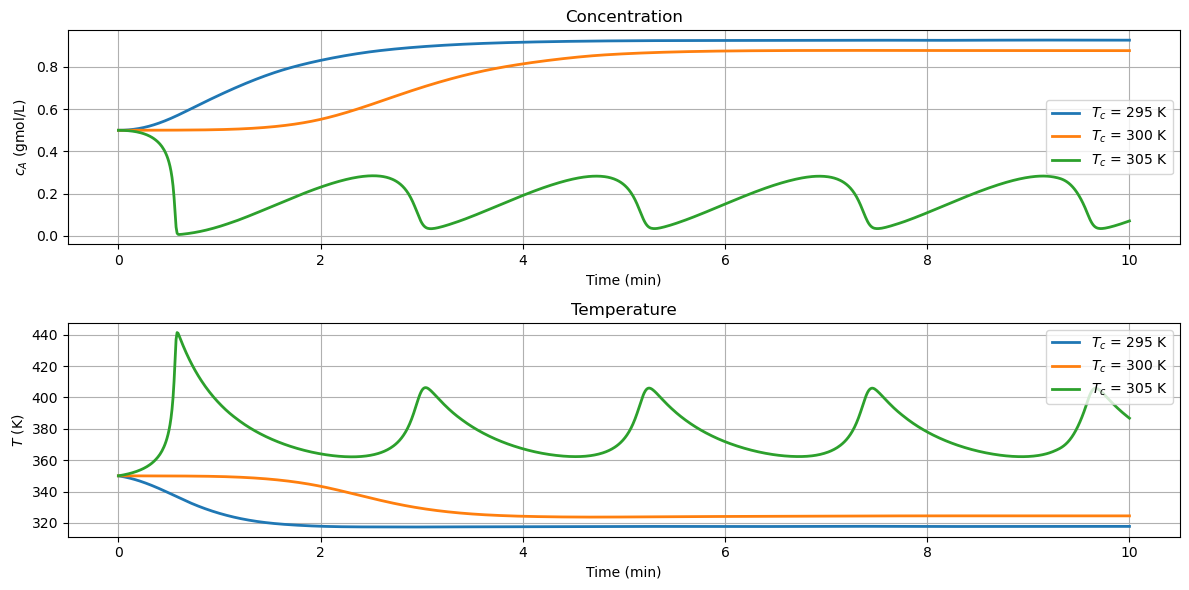 Concentration
0.8
0.6
0.4
0.2
0.0
c_A (gmol/L)
T_c = 295 K
T_c = 300 K
T_c = 305 K
0 2 4 6 8 10
Time (min)
Temperature
440
420
400
380
360
340
320
T (K)
T_c = 295 K
T_c = 300 K
T_c = 305 K
0 2 4 6 8 10
Time (min)